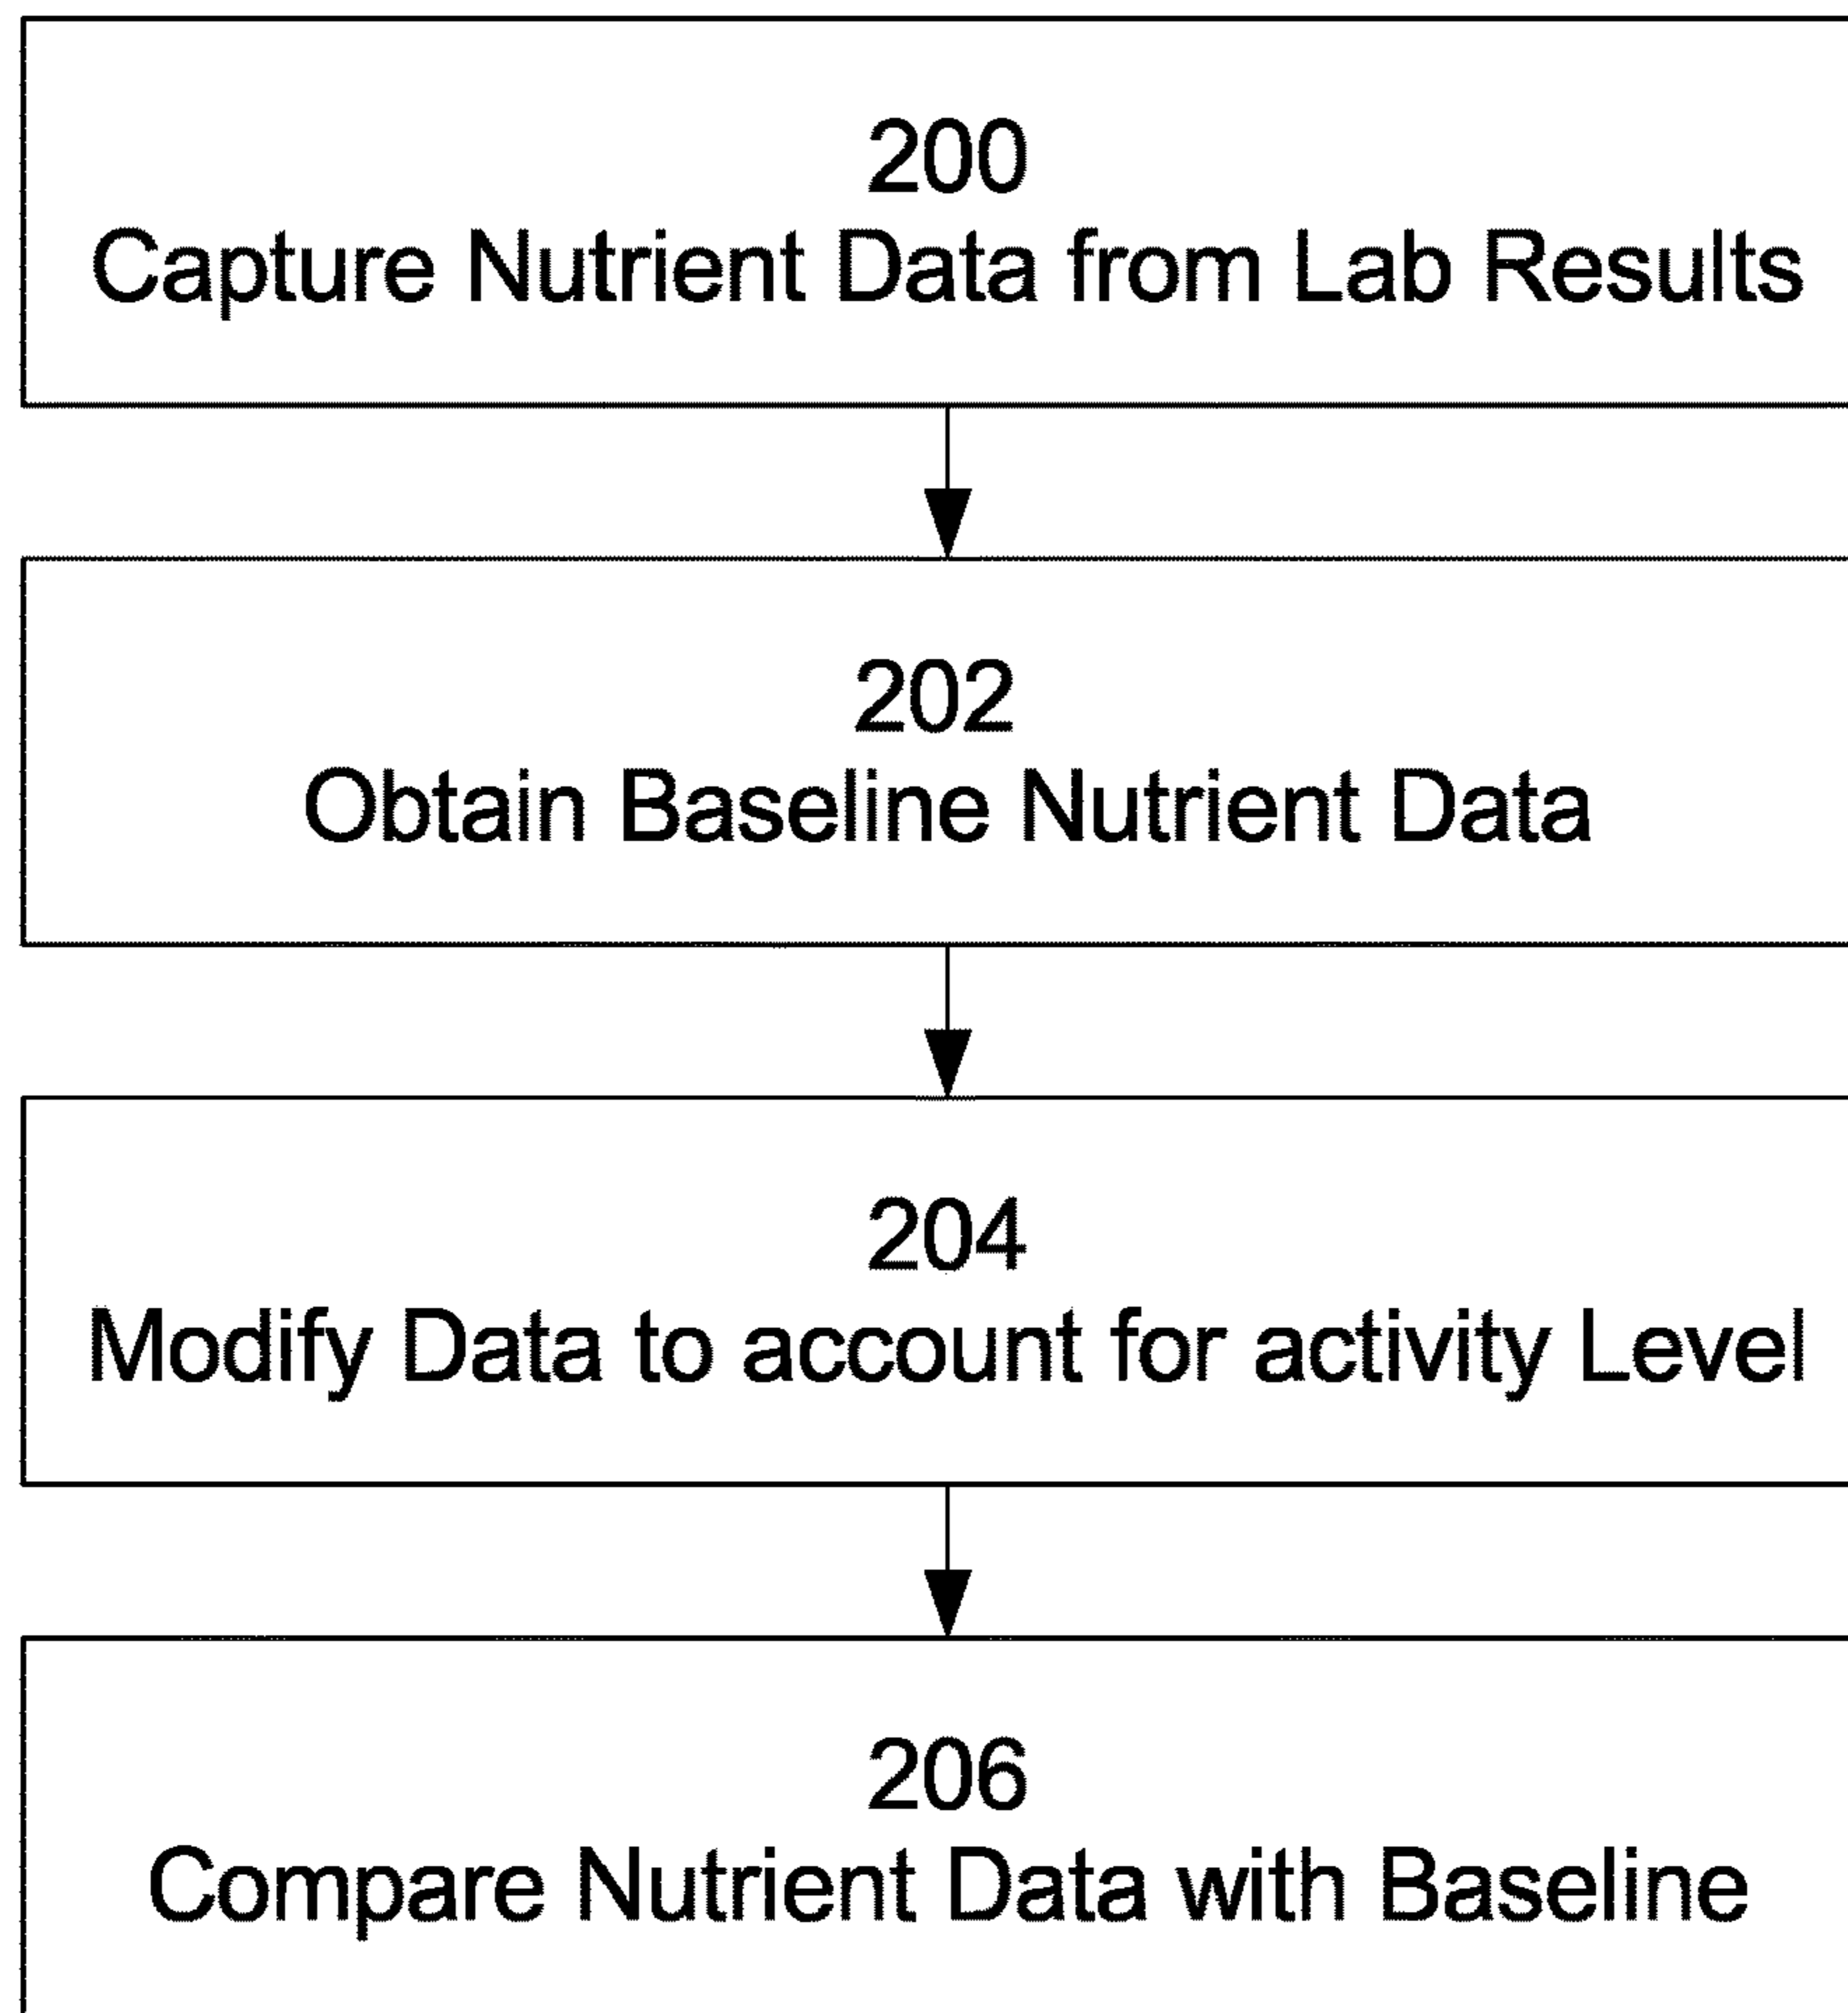 200
Capture Nutrient Data from Lab Results
202
Obtain Baseline Nutrient Data
204
Modify Data to account for activity Level
206
Compare Nutrient Data with Baseline